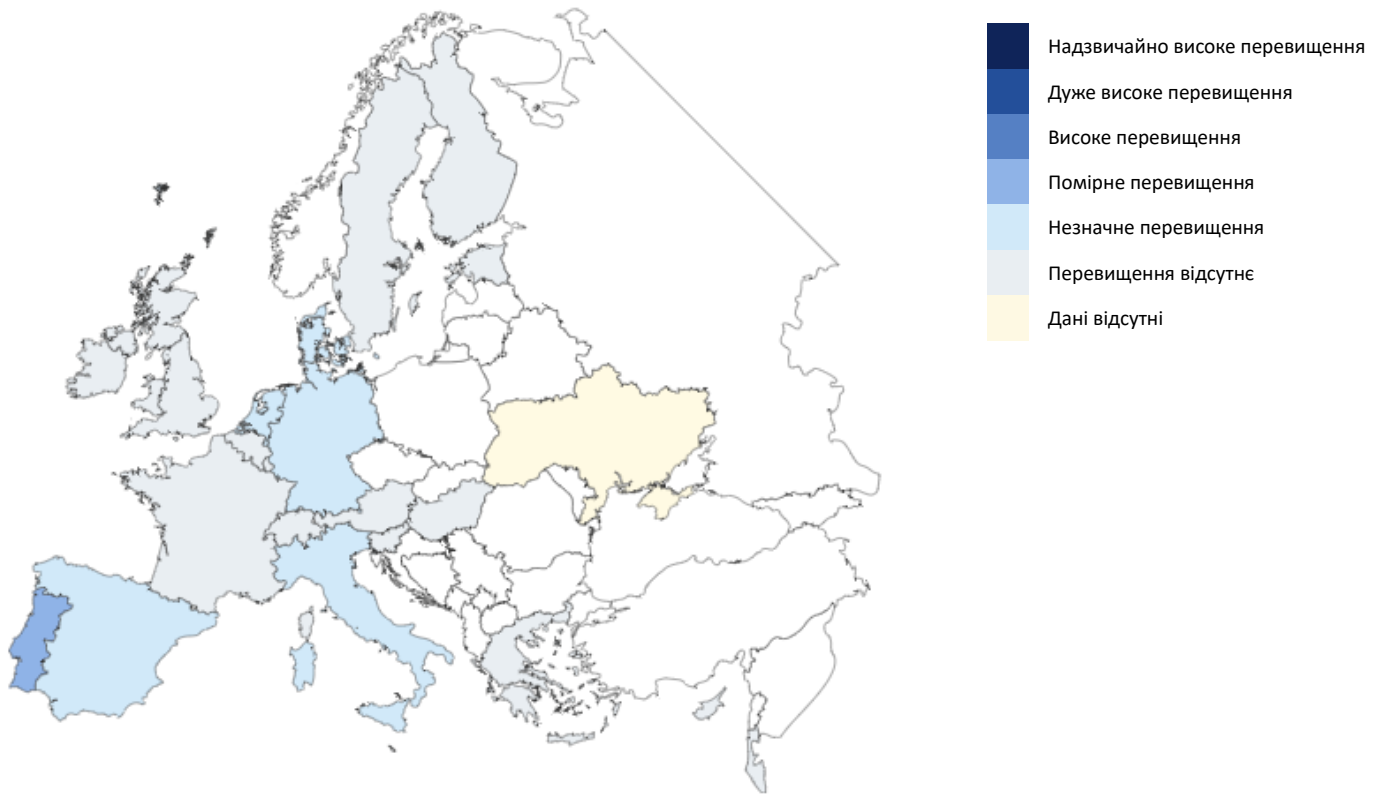 Надзвичайно високе перевищення
Дуже високе перевищення
Високе перевищення
Помірне перевищення
Незначне перевищення
Перевищення відсутнє
Дані відсутні